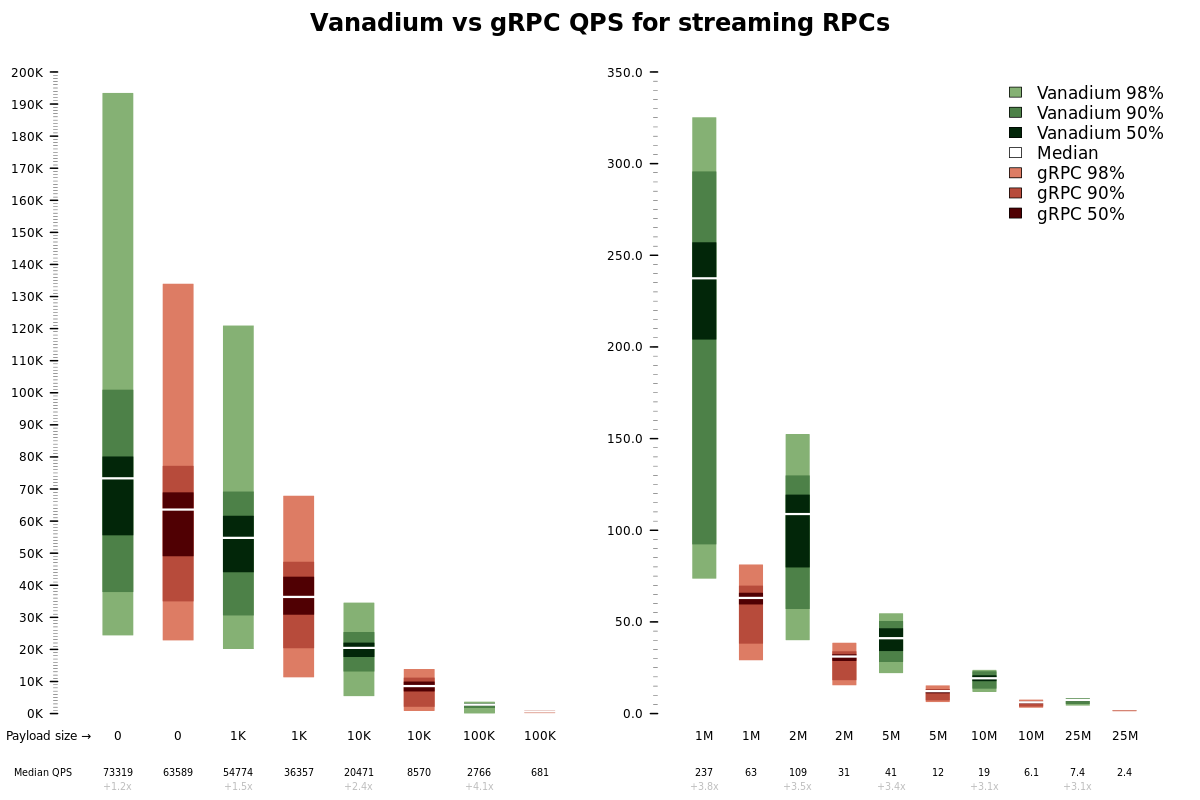 Vanadium vs gRPC QPS for streaming RPCs
200K
190K
180K
170K
160K
150K
140K
130K
120K
110K
100K
90K
80K
70K
60K
50K
40K
30K
20K
10K
0K
350.0
300.0
250.0
200.0
150.0
100.0
50.0
0.0
Vanadium 98%
Vanadium 90%
Vanadium 50%
Median
gRPC 98%
gRPC 90%
gRPC 50%
Payload size → 0 0 1K 1K 10K 10K 100K 100K 1M 1M 2M 2M 5M 5M 10M 10M 25M 25M
Median QPS 73319 63589 54774 36357 20471 8570 2766 681 237 63 109 31 41 12 19 6.1 7.4 2.4
+1.2x +1.5x +2.4x +4.1x +3.8x +3.5x +3.4x +3.1x +3.1x